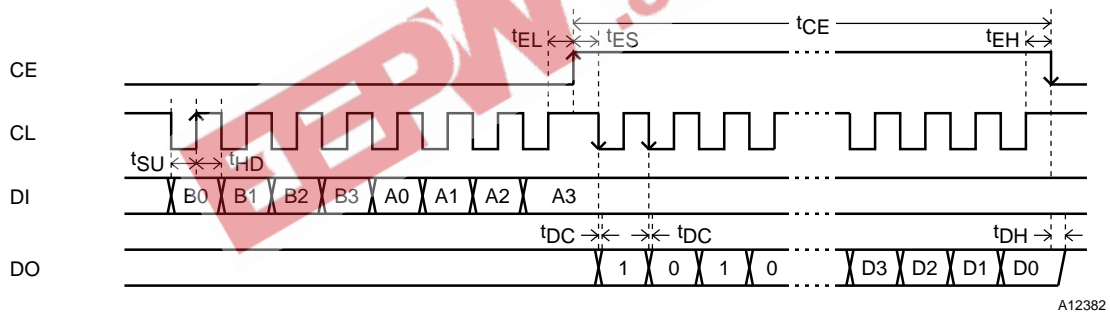 tCE
tEL tES tEH
CE
CL
tSU tHD
DI B0 B1 B2 B3 A0 A1 A2 A3
tDC tDC tDH
DO 1 0 1 0 D3 D2 D1 D0
A12382
EEPW